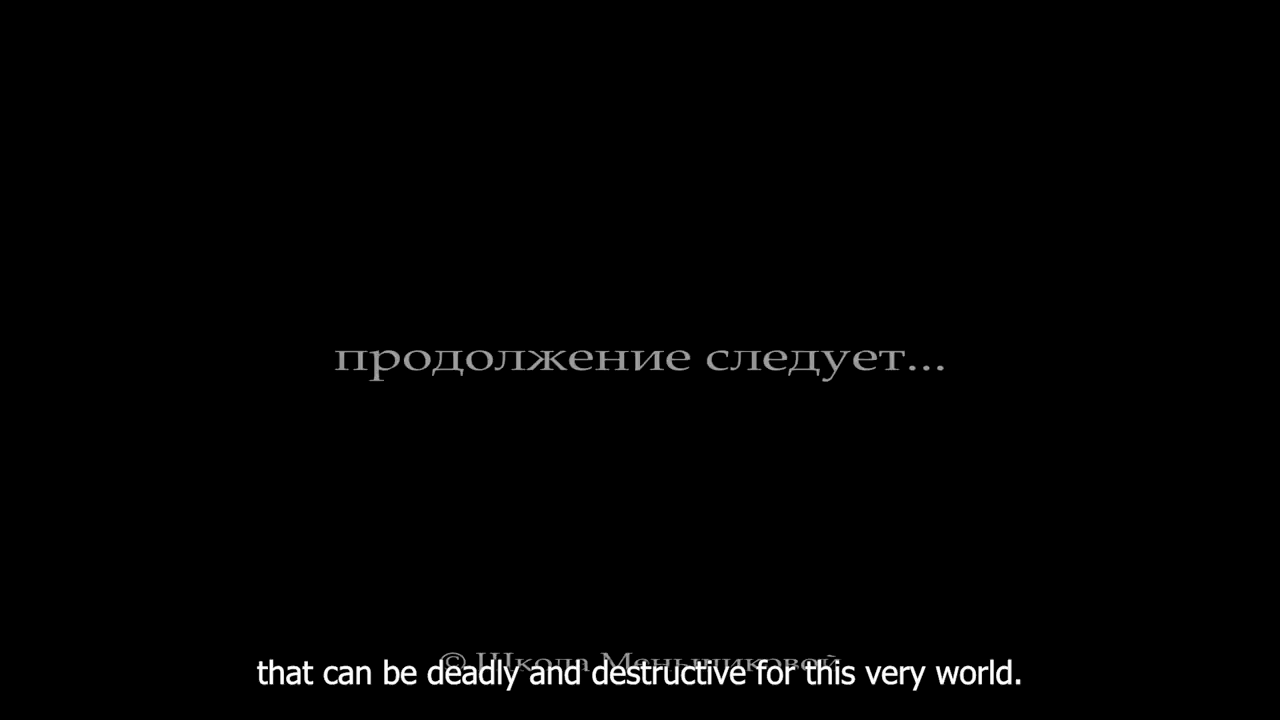 продолжение следует...
© Школа Меньшиковой
that can be deadly and destructive for this very world.